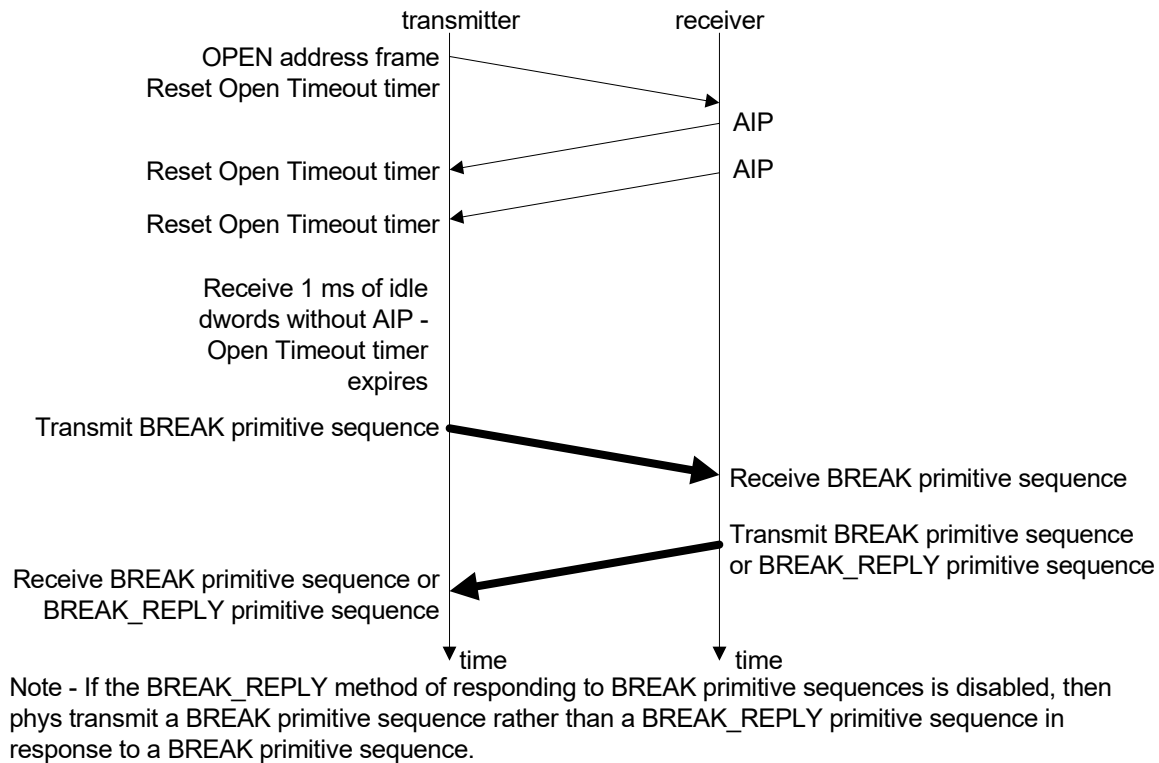 transmitter receiver
OPEN address frame
Reset Open Timeout timer
AIP
Reset Open Timeout timer
AIP
Reset Open Timeout timer
Receive 1 ms of idle
dwords without AIP -
Open Timeout timer
expires
Transmit BREAK primitive sequence
Receive BREAK primitive sequence
Transmit BREAK primitive sequence
or BREAK_REPLY primitive sequence
Receive BREAK primitive sequence or
BREAK_REPLY primitive sequence
time time
Note - If the BREAK_REPLY method of responding to BREAK primitive sequences is disabled, then
phys transmit a BREAK primitive sequence rather than a BREAK_REPLY primitive sequence in
response to a BREAK primitive sequence.